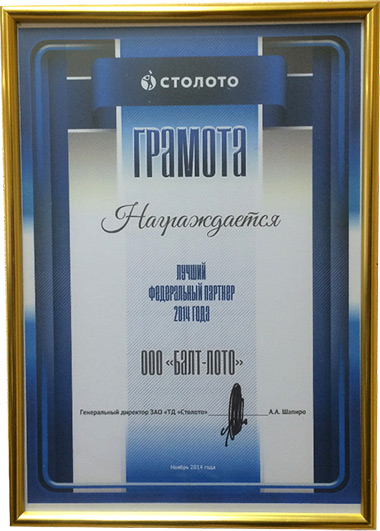 СТОЛОТО
ГРАМОТА
Награждается
ЛУЧШИЙ
ФЕДЕРАЛЬНЫЙ ПАРТНЕР
2014 ГОДА
ООО «БАЛТ-ЛОТО»
Генеральный директор ЗАО «ТД «Столото» А.А. Шапиро
Ноябрь 2014 года